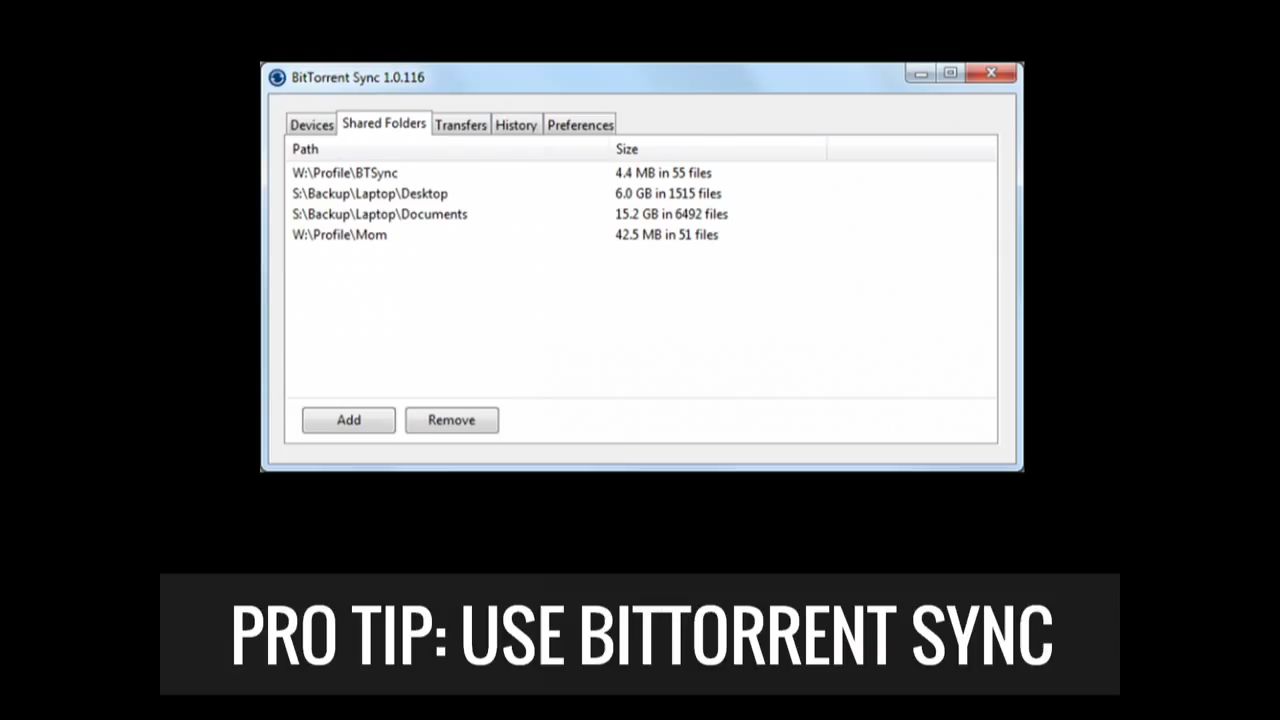 BitTorrent Sync 1.0.116
Devices Shared Folders Transfers History Preferences
Path Size
W:\Profile\BTSync 4.4 MB in 55 files
S:\Backup\Laptop\Desktop 6.0 GB in 1515 files
S:\Backup\Laptop\Documents 15.2 GB in 6492 files
W:\Profile\Mom 42.5 MB in 51 files
Add Remove
PRO TIP: USE BITTORRENT SYNC